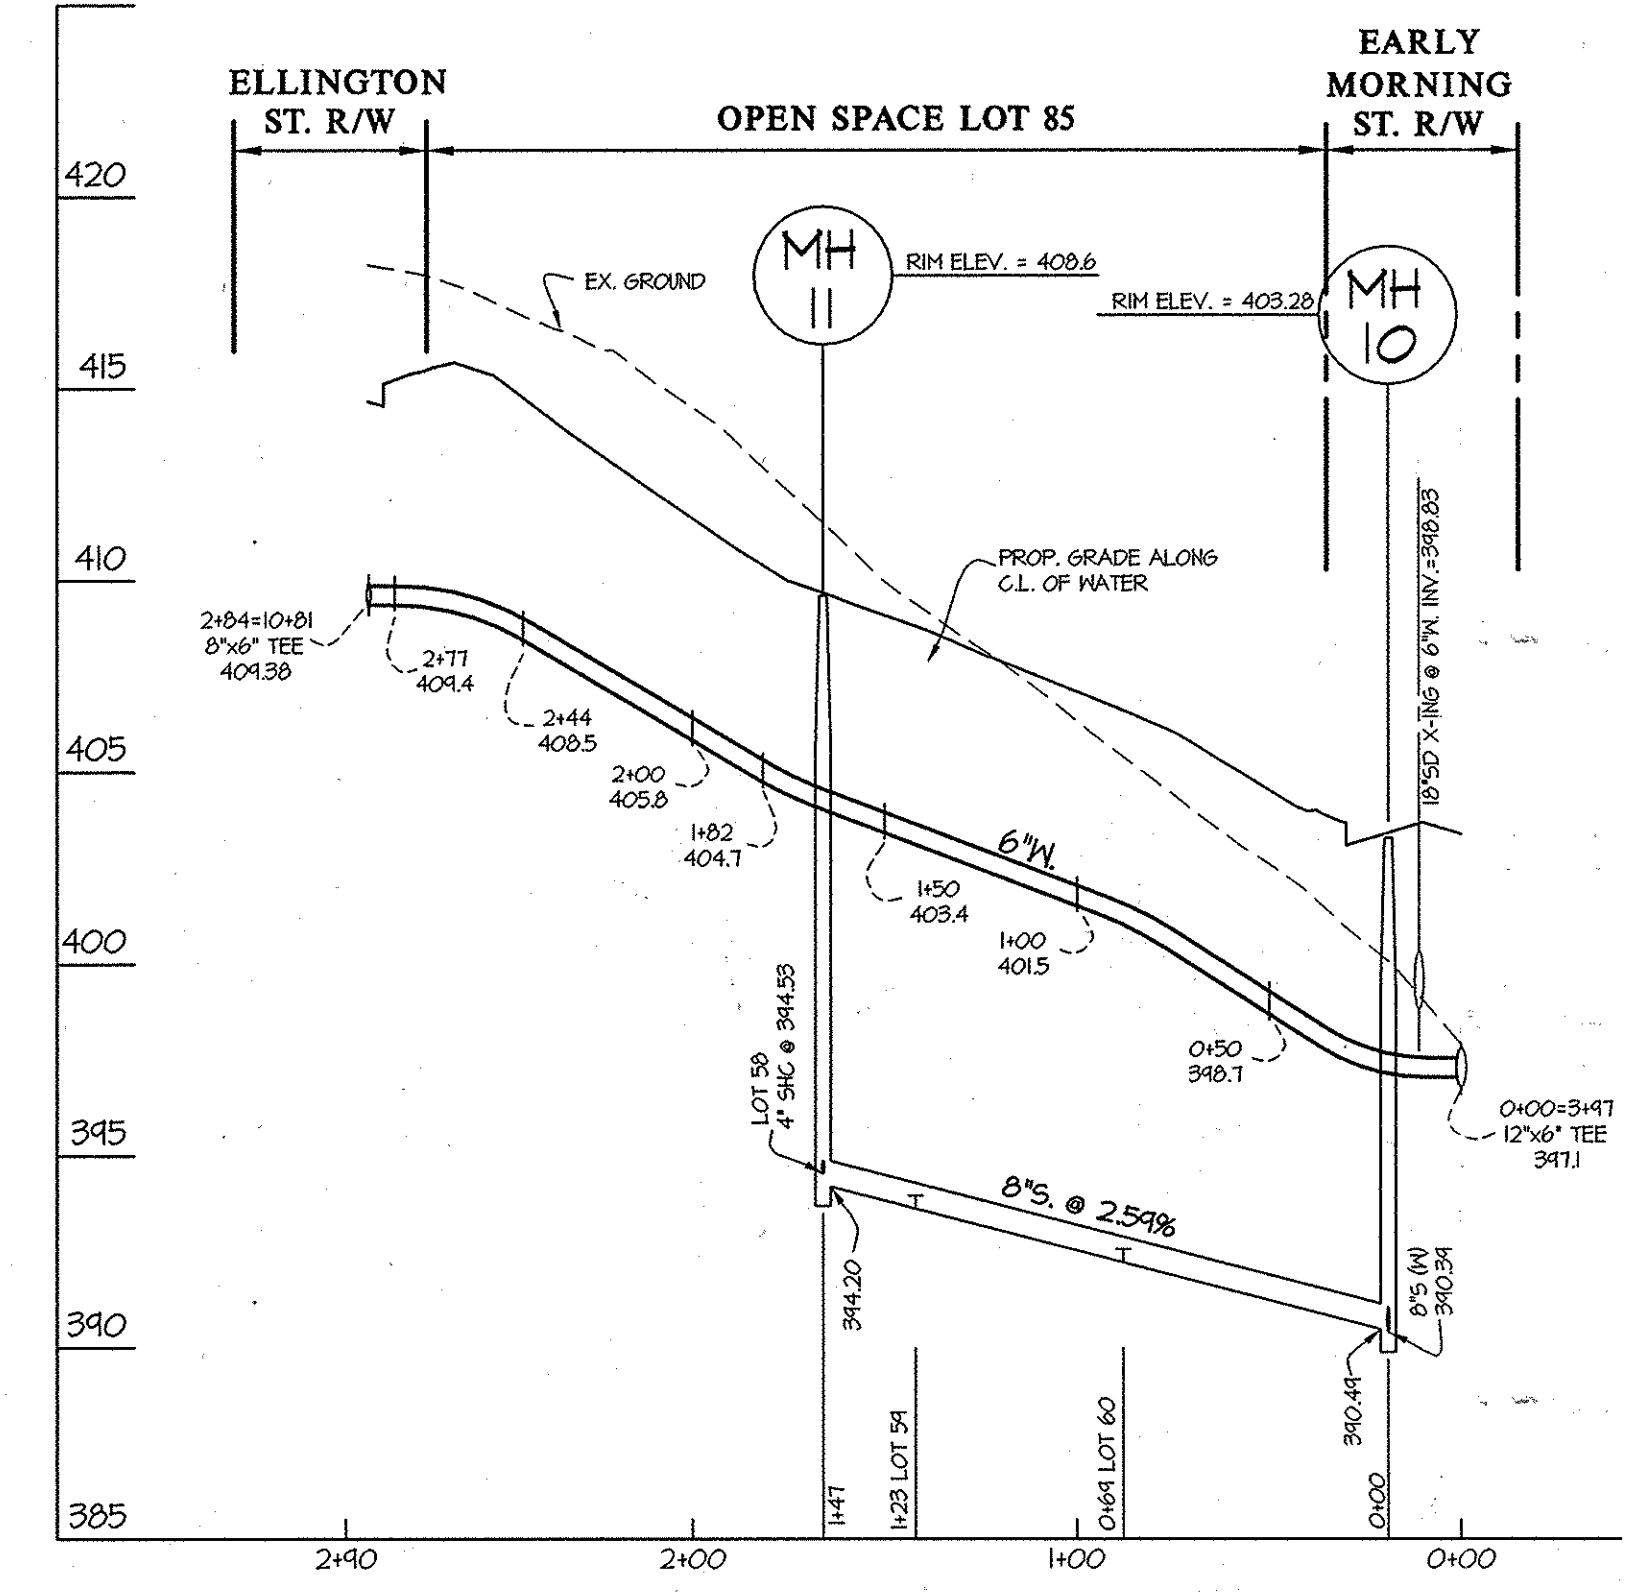 ELLINGTON
ST. R/W
OPEN SPACE LOT 85
EARLY
MORNING
ST. R/W
420
415
410
405
400
395
390
385
MH
11
RIM ELEV. = 408.6
MH
10
RIM ELEV. = 403.28
EX. GROUND
PROP. GRADE ALONG
C.L. OF WATER
18"SD X-ING @ 6"W. INV.=398.83
2+84=10+81
8"x6" TEE
409.38
2+77
409.4
2+44
408.5
2+00
405.8
1+82
404.7
6"W.
1+50
403.4
1+00
401.5
0+50
398.7
0+00=3+97
12"x6" TEE
397.1
LOT 58
4" SHC @ 394.53
8"S. @ 2.59%
394.20
8"S (W)
390.39
390.49
1+47
1+23 LOT 59
0+69 LOT 60
0+00
2+90
2+00
1+00
0+00